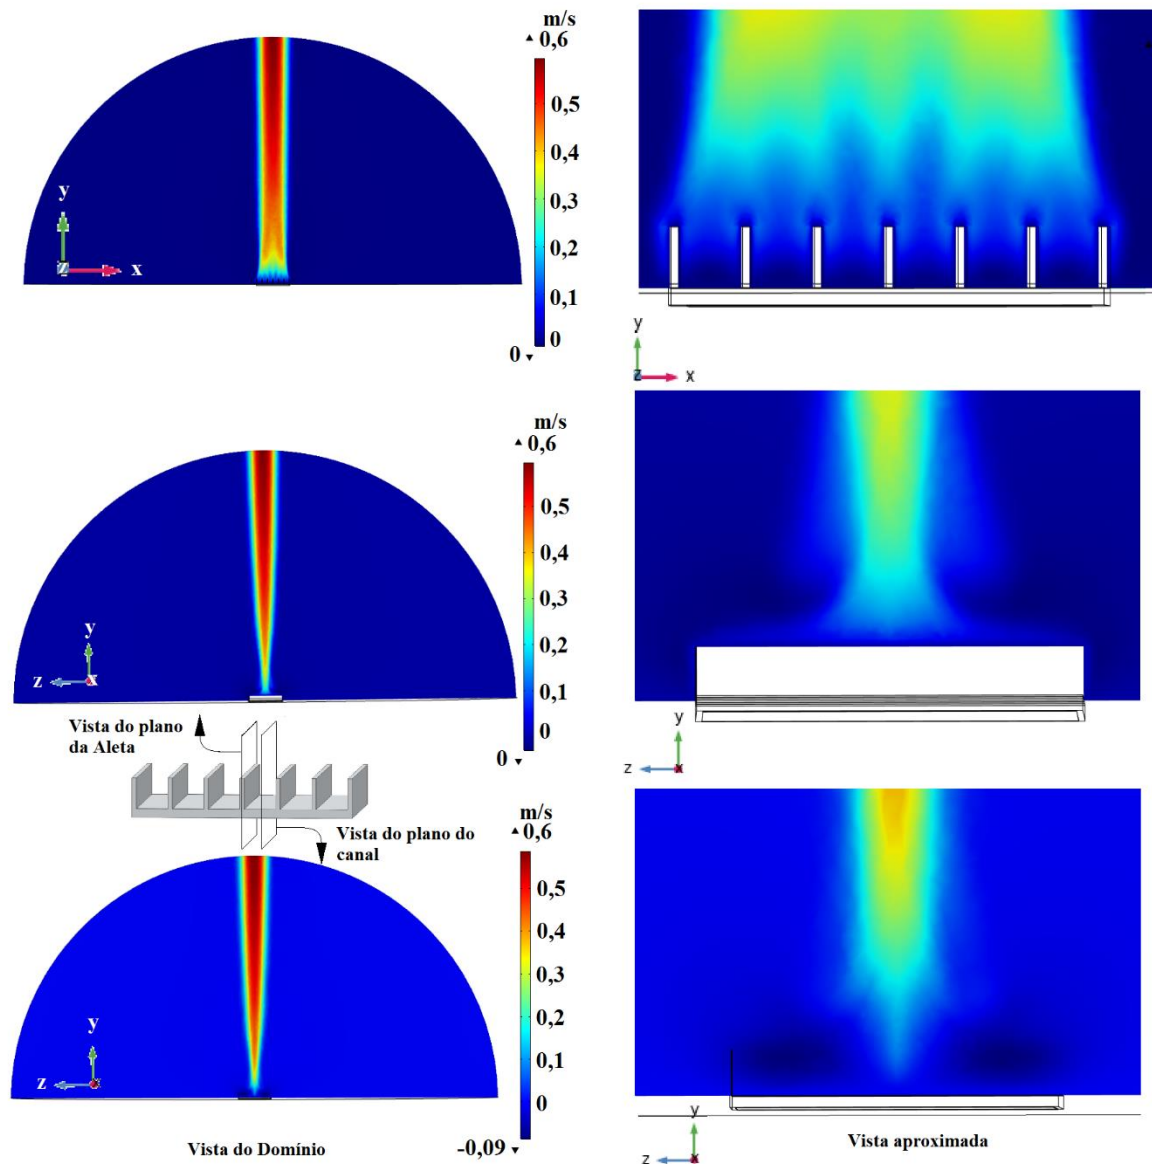 m/s
▲ 0,6
0,5
0,4
0,3
0,2
0,1
0
0 ▼
y
z
x
y
z
x
m/s
▲ 0,6
0,5
0,4
0,3
0,2
0,1
0
0 ▼
y
z
x
y
z
x
Vista do plano
da Aleta
Vista do plano do
canal
m/s
▲ 0,6
0,5
0,4
0,3
0,2
0,1
0
-0,09 ▼
y
z
y
z
x
Vista do Domínio
Vista aproximada